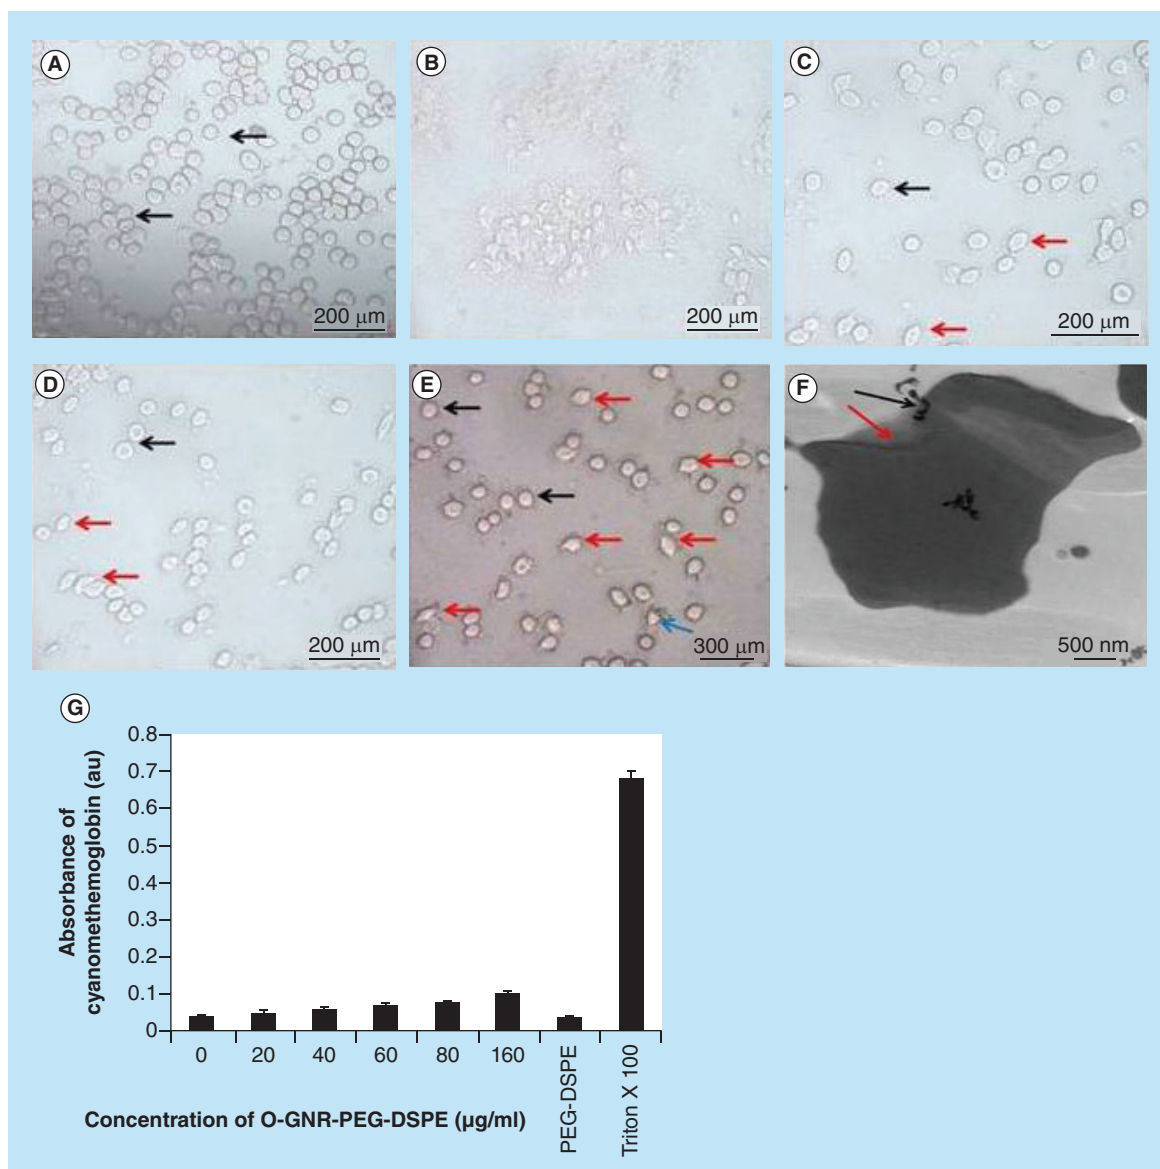 A
B
C
200 μm
200 μm
200 μm
D
E
F
200 μm
300 μm
500 nm
G
Absorbance of
cyanomethemoglobin (au)
0.8
0.7
0.6
0.5
0.4
0.3
0.2
0.1
0
0 20 40 60 80 160 PEG-DSPE Triton X 100
Concentration of O-GNR-PEG-DSPE (µg/ml)